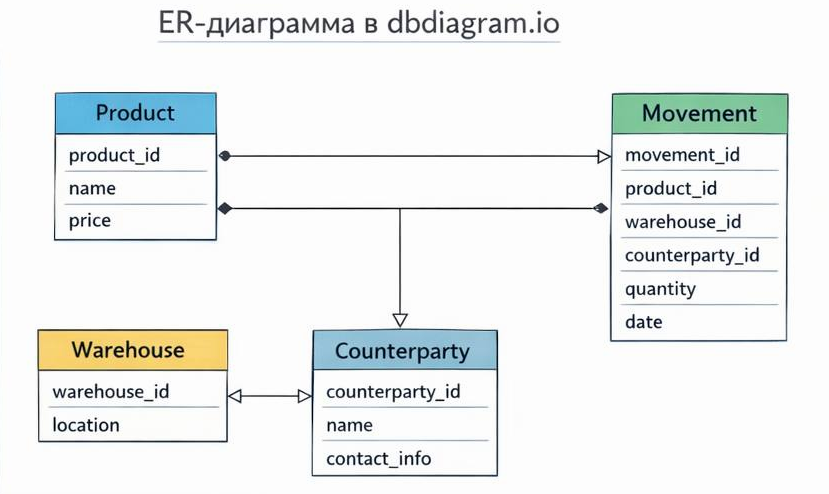 ER-диаграмма в dbdiagram.io
Product
product_id
name
price
Movement
movement_id
product_id
warehouse_id
counterparty_id
quantity
date
Warehouse
warehouse_id
location
Counterparty
counterparty_id
name
contact_info